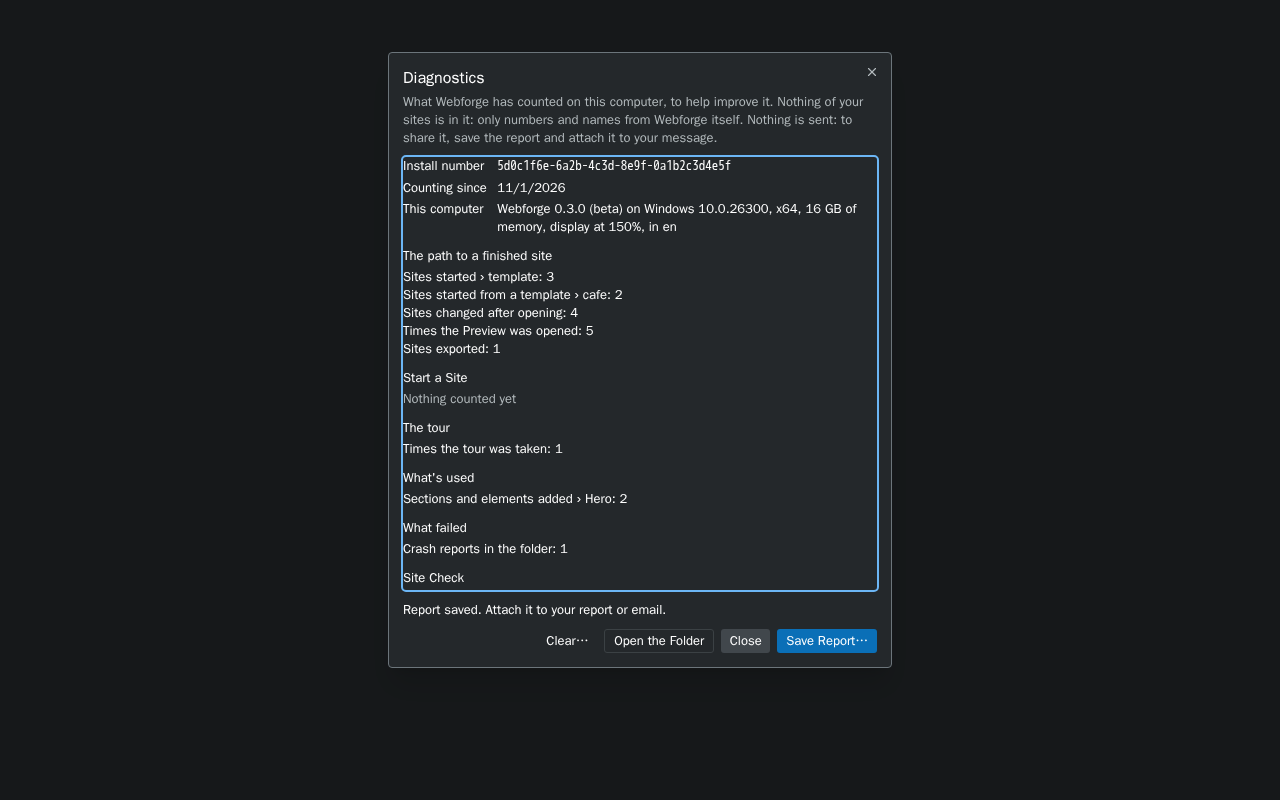 Diagnostics
What Webforge has counted on this computer, to help improve it. Nothing of your
sites is in it: only numbers and names from Webforge itself. Nothing is sent: to
share it, save the report and attach it to your message.
Install number 5d0c1f6e-6a2b-4c3d-8e9f-0a1b2c3d4e5f
Counting since 11/1/2026
This computer Webforge 0.3.0 (beta) on Windows 10.0.26300, x64, 16 GB of
memory, display at 150%, in en
The path to a finished site
Sites started › template: 3
Sites started from a template › cafe: 2
Sites changed after opening: 4
Times the Preview was opened: 5
Sites exported: 1
Start a Site
Nothing counted yet
The tour
Times the tour was taken: 1
What's used
Sections and elements added › Hero: 2
What failed
Crash reports in the folder: 1
Site Check
Report saved. Attach it to your report or email.
Clear… Open the Folder Close Save Report…